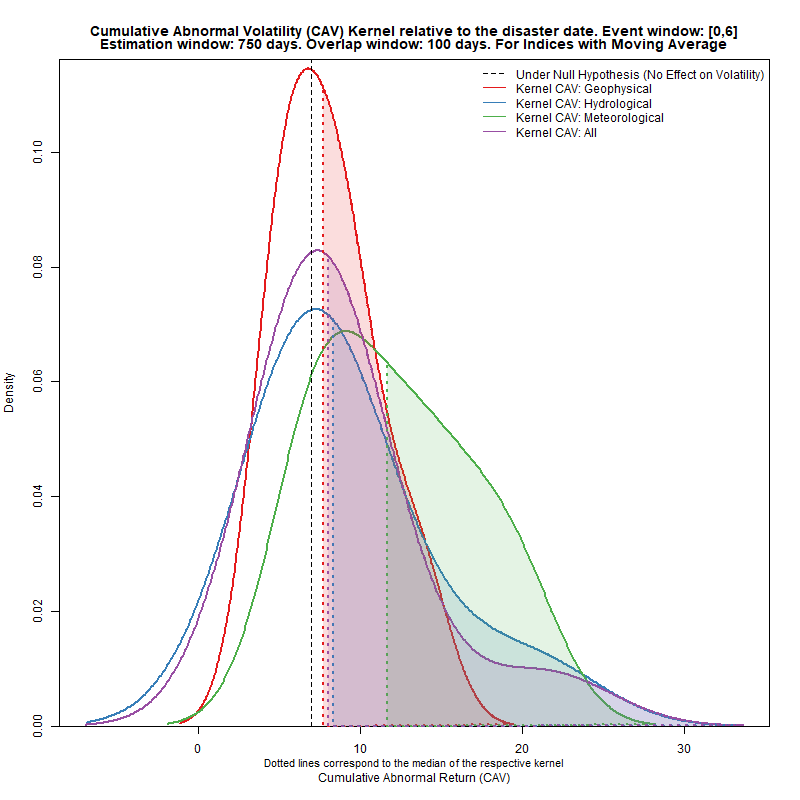 Cumulative Abnormal Volatility (CAV) Kernel relative to the disaster date. Event window: [0,6]
Estimation window: 750 days. Overlap window: 100 days. For Indices with Moving Average
Under Null Hypothesis (No Effect on Volatility)
Kernel CAV: Geophysical
Kernel CAV: Hydrological
Kernel CAV: Meteorological
Kernel CAV: All
Density
0.10
0.08
0.06
0.04
0.02
0.00
0 10 20 30
Dotted lines correspond to the median of the respective kernel
Cumulative Abnormal Return (CAV)